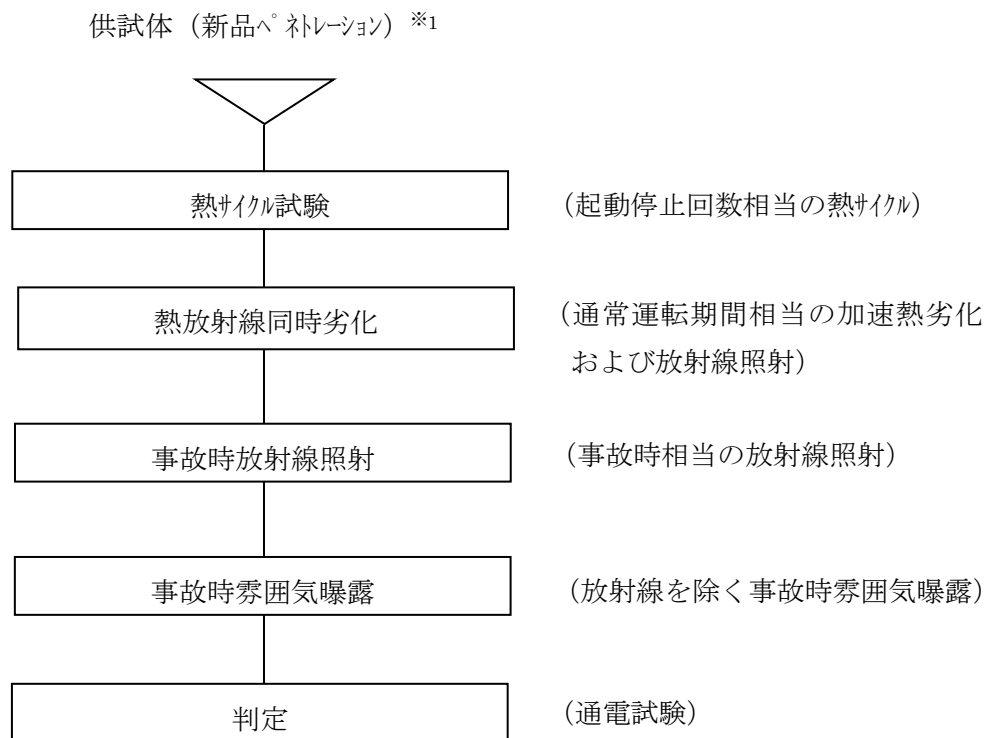 供試体（新品ﾍﾟﾈﾄﾚｰｼｮﾝ）※1
熱ｻｲｸﾙ試験
（起動停止回数相当の熱ｻｲｸﾙ）
熱放射線同時劣化
（通常運転期間相当の加速熱劣化
および放射線照射）
事故時放射線照射
（事故時相当の放射線照射）
事故時雰囲気曝露
（放射線を除く事故時雰囲気曝露）
判定
（通電試験）